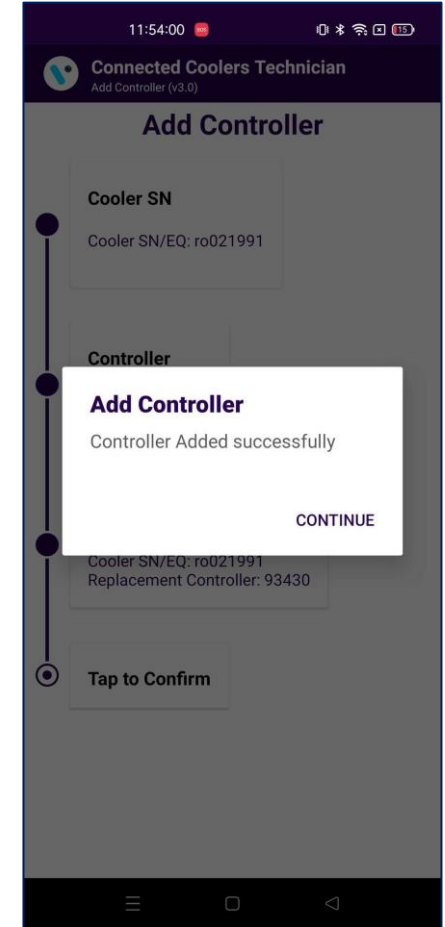 11:54:00
15
Connected Coolers Technician
Add Controller (v3.0)
Add Controller
Cooler SN
Cooler SN/EQ: ro021991
Controller
Add Controller
Controller Added successfully
CONTINUE
Cooler SN/EQ: ro021991
Replacement Controller: 93430
Tap to Confirm